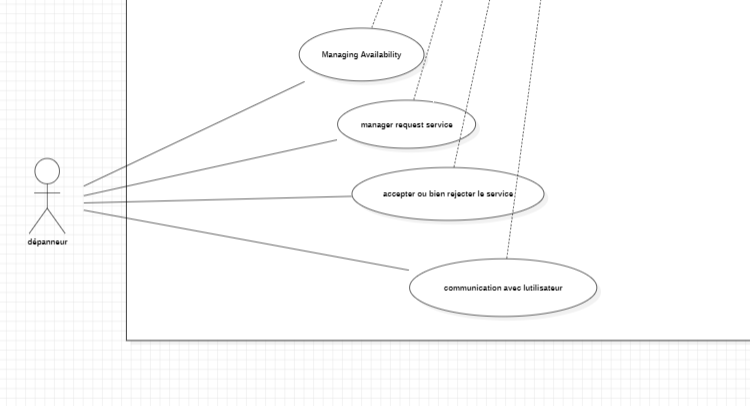 Managing Availability
manager request service
accepter ou bien rejecter le service
dépanneur
communication avec lutilisateur